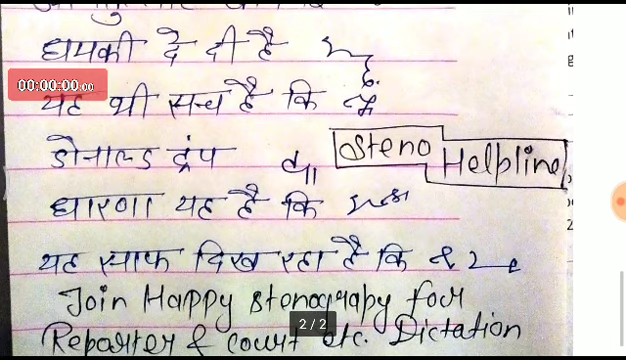 धमकी दे दी है
00:00:00.00
यह भी सच है कि
डोनाल्ड ट्रंप
Steno Helpline
धारणा यह है कि
यह साफ दिख रहा है कि
Join Happy stenograpy for
2/2
Reporter & court etc. Dictation